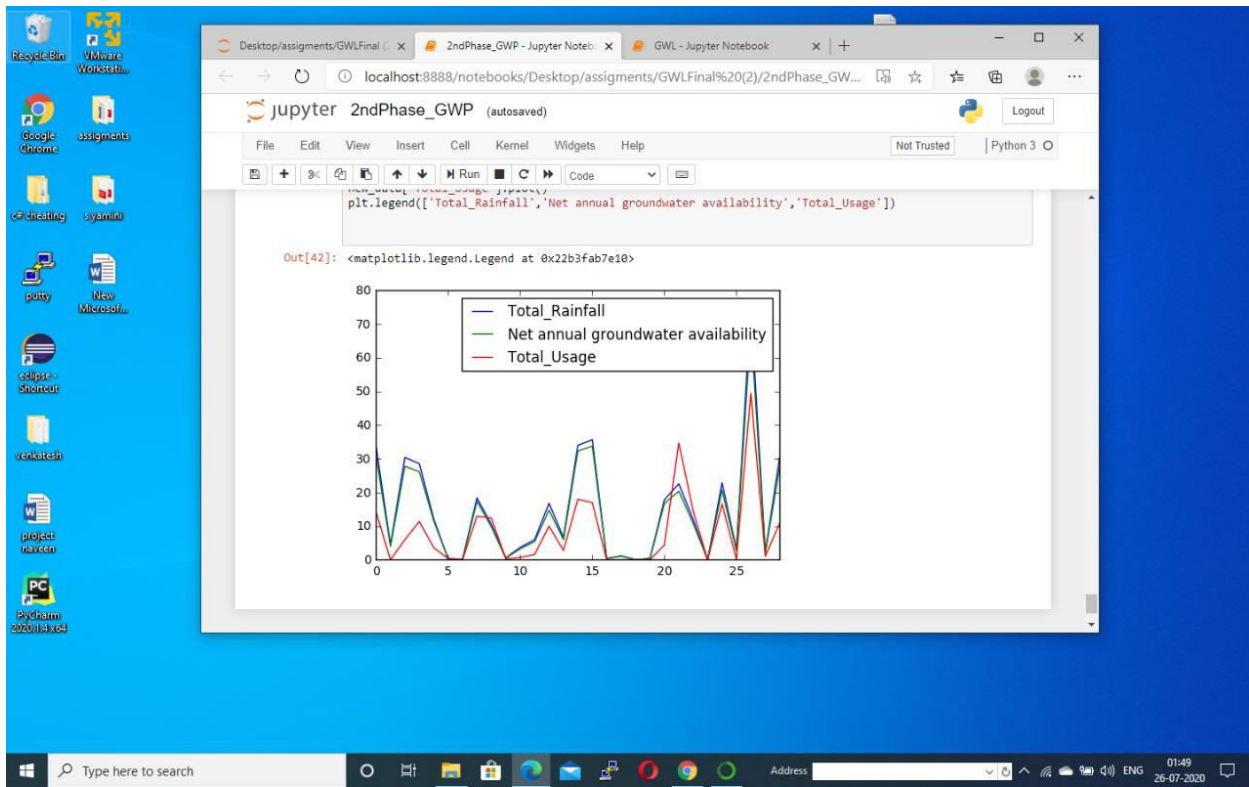 Recycle Bin
VMware Workstati...
Google Chrome
assigments
c# cheating
s.yamini
putty
New Microsof...
eclipse - Shortcut
venkatesh
project naveen
PyCharm 2020.1.4 x64
Desktop/assigments/GWLFinal (
2ndPhase_GWP - Jupyter Noteb
GWL - Jupyter Notebook
localhost:8888/notebooks/Desktop/assigments/GWLFinal%20(2)/2ndPhase_GW...
jupyter 2ndPhase_GWP (autosaved)
Logout
File Edit View Insert Cell Kernel Widgets Help
Not Trusted
Python 3
Run
Code
new_data['Total_Usage'].plot()
plt.legend(['Total_Rainfall','Net annual groundwater availability','Total_Usage'])
Out[42]: <matplotlib.legend.Legend at 0x22b3fab7e10>
80
70
60
50
40
30
20
10
0
Total_Rainfall
Net annual groundwater availability
Total_Usage
0 5 10 15 20 25
Type here to search
Address
ENG
01:49
26-07-2020